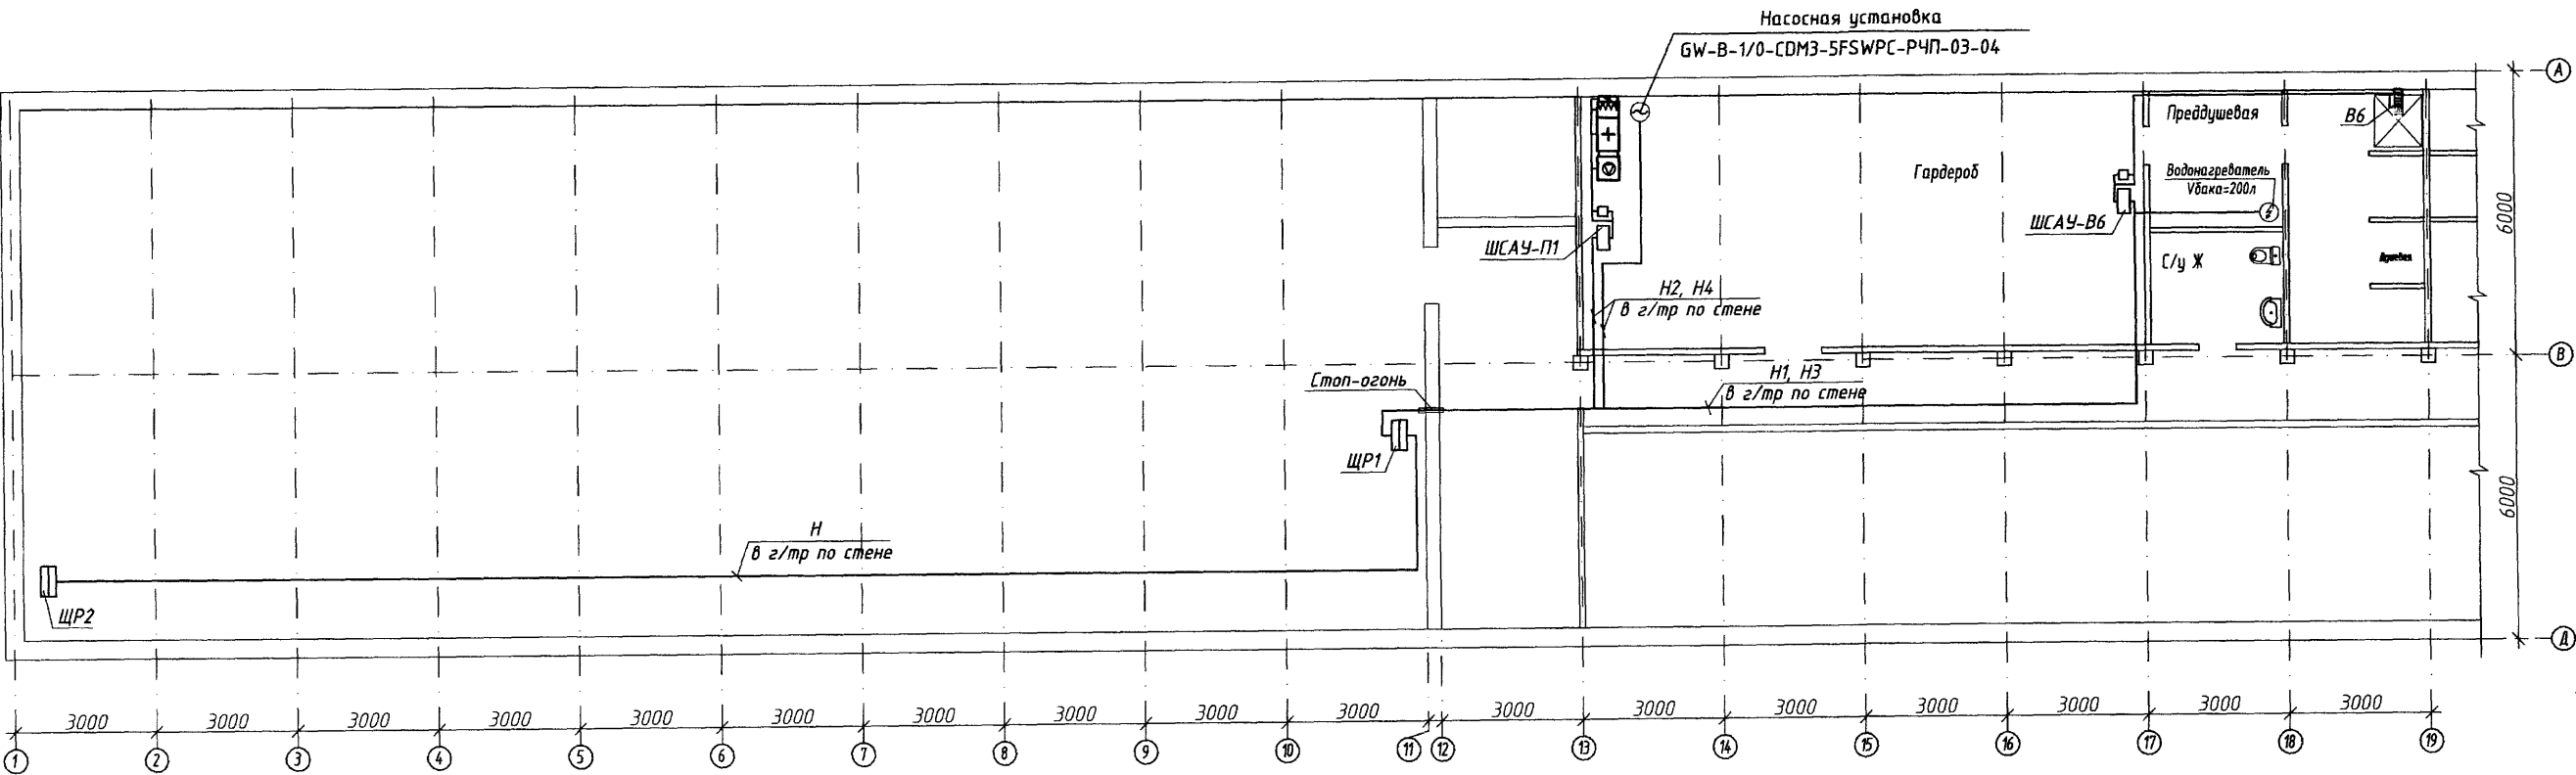 Насосная установка
GW-B-1/0-CDM3-5FSWPC-РЧП-03-04
А
Преддушевая
В6
Гардероб
Водонагреватель
Vбака=200л
ШСАУ-П1
ШСАУ-В6
6000
С/у Ж
Душевая
Н2, Н4
в г/тр по стене
В
Стоп-огонь
Н1, Н3
в г/тр по стене
ЩР1
6000
Н
в г/тр по стене
ЩР2
Д
3000 3000 3000 3000 3000 3000 3000 3000 3000 3000 3000 3000 3000 3000 3000 3000 3000
1 2 3 4 5 6 7 8 9 10 11 12 13 14 15 16 17 18 19